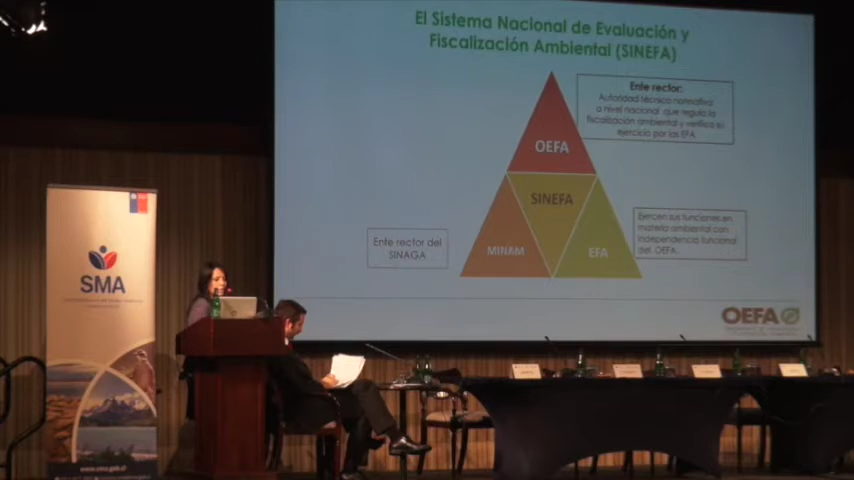 El Sistema Nacional de Evaluación y
Fiscalización Ambiental (SINEFA)
Ente rector:
Autoridad técnico normativa
a nivel nacional que regula la
fiscalización ambiental y verifica el
ejercicio por las EFA
OEFA
SINEFA
MINAM
EFA
Ente rector del
SINAGA
Ejercen sus funciones en
materia ambiental con
independencia funcional
del OEFA.
OEFA
SMA
www.sma.gob.cl